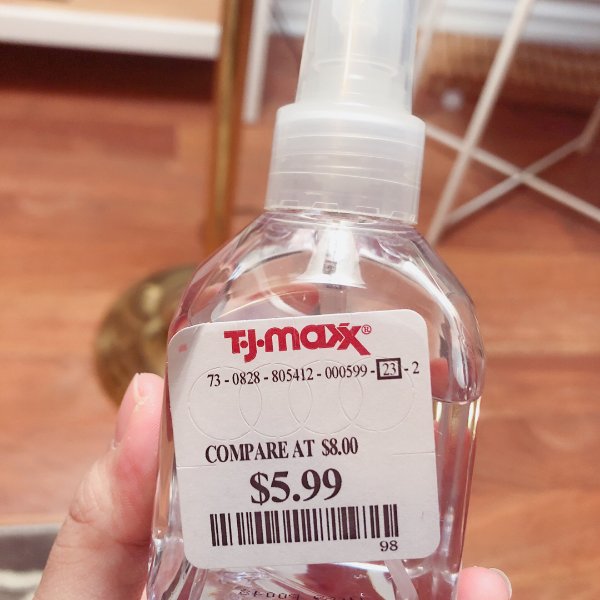 T·J·maxx®
73 - 0828 - 805412 - 000599 - 23 - 2
COMPARE AT $8.00
$5.99
98